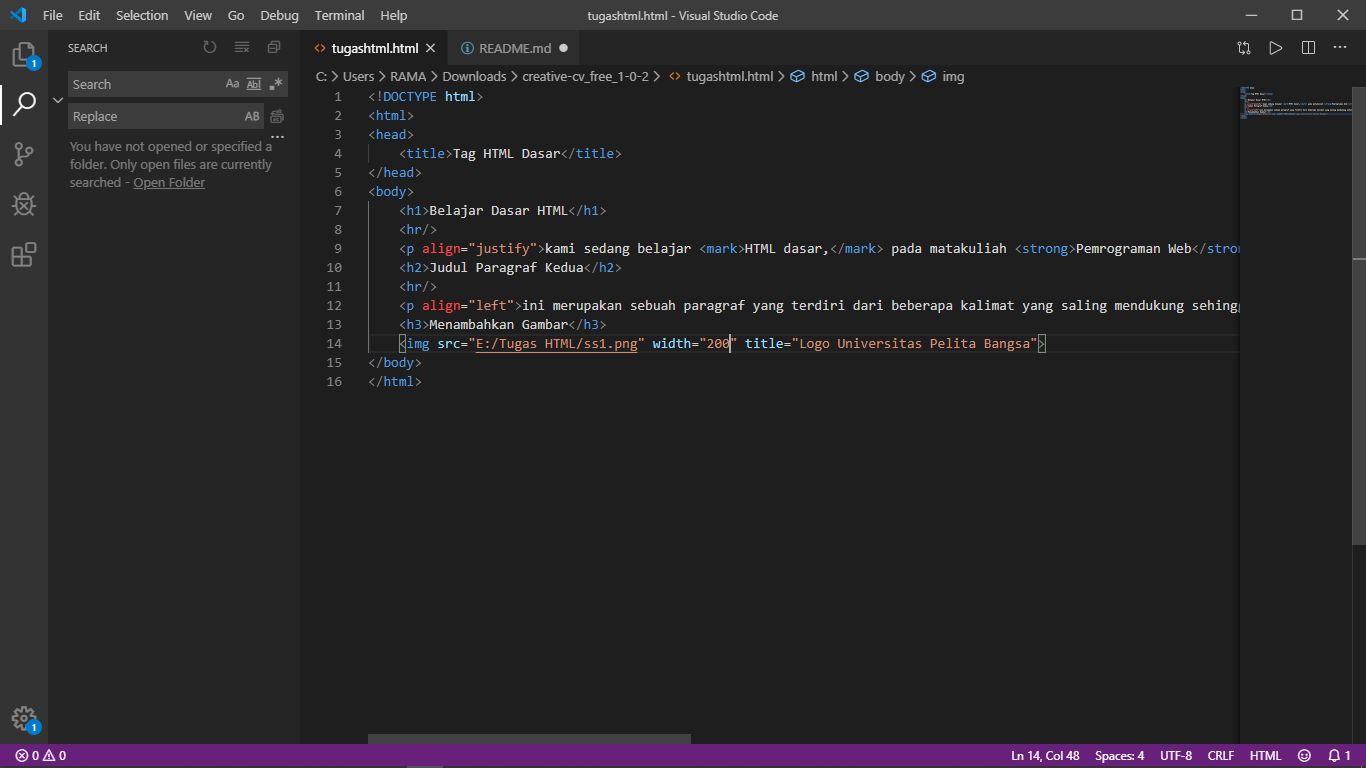 File Edit Selection View Go Debug Terminal Help
tugashtml.html - Visual Studio Code
SEARCH
tugashtml.html
README.md
Search
Aa Abl .*
Replace
AB
...
You have not opened or specified a
folder. Only open files are currently
searched - Open Folder
C: > Users > RAMA > Downloads > creative-cv_free_1-0-2 > tugashtml.html > html > body > img
1 <!DOCTYPE html>
2 <html>
3 <head>
4 <title>Tag HTML Dasar</title>
5 </head>
6 <body>
7 <h1>Belajar Dasar HTML</h1>
8 <hr/>
9 <p align="justify">kami sedang belajar <mark>HTML dasar,</mark> pada matakuliah <strong>Pemrograman Web</stron
10 <h2>Judul Paragraf Kedua</h2>
11 <hr/>
12 <p align="left">ini merupakan sebuah paragraf yang terdiri dari beberapa kalimat yang saling mendukung sehingg
13 <h3>Menambahkan Gambar</h3>
14 <img src="E:/Tugas HTML/ss1.png" width="200" title="Logo Universitas Pelita Bangsa">
15 </body>
16 </html>
1
1
0 0
Ln 14, Col 48 Spaces: 4 UTF-8 CRLF HTML 1